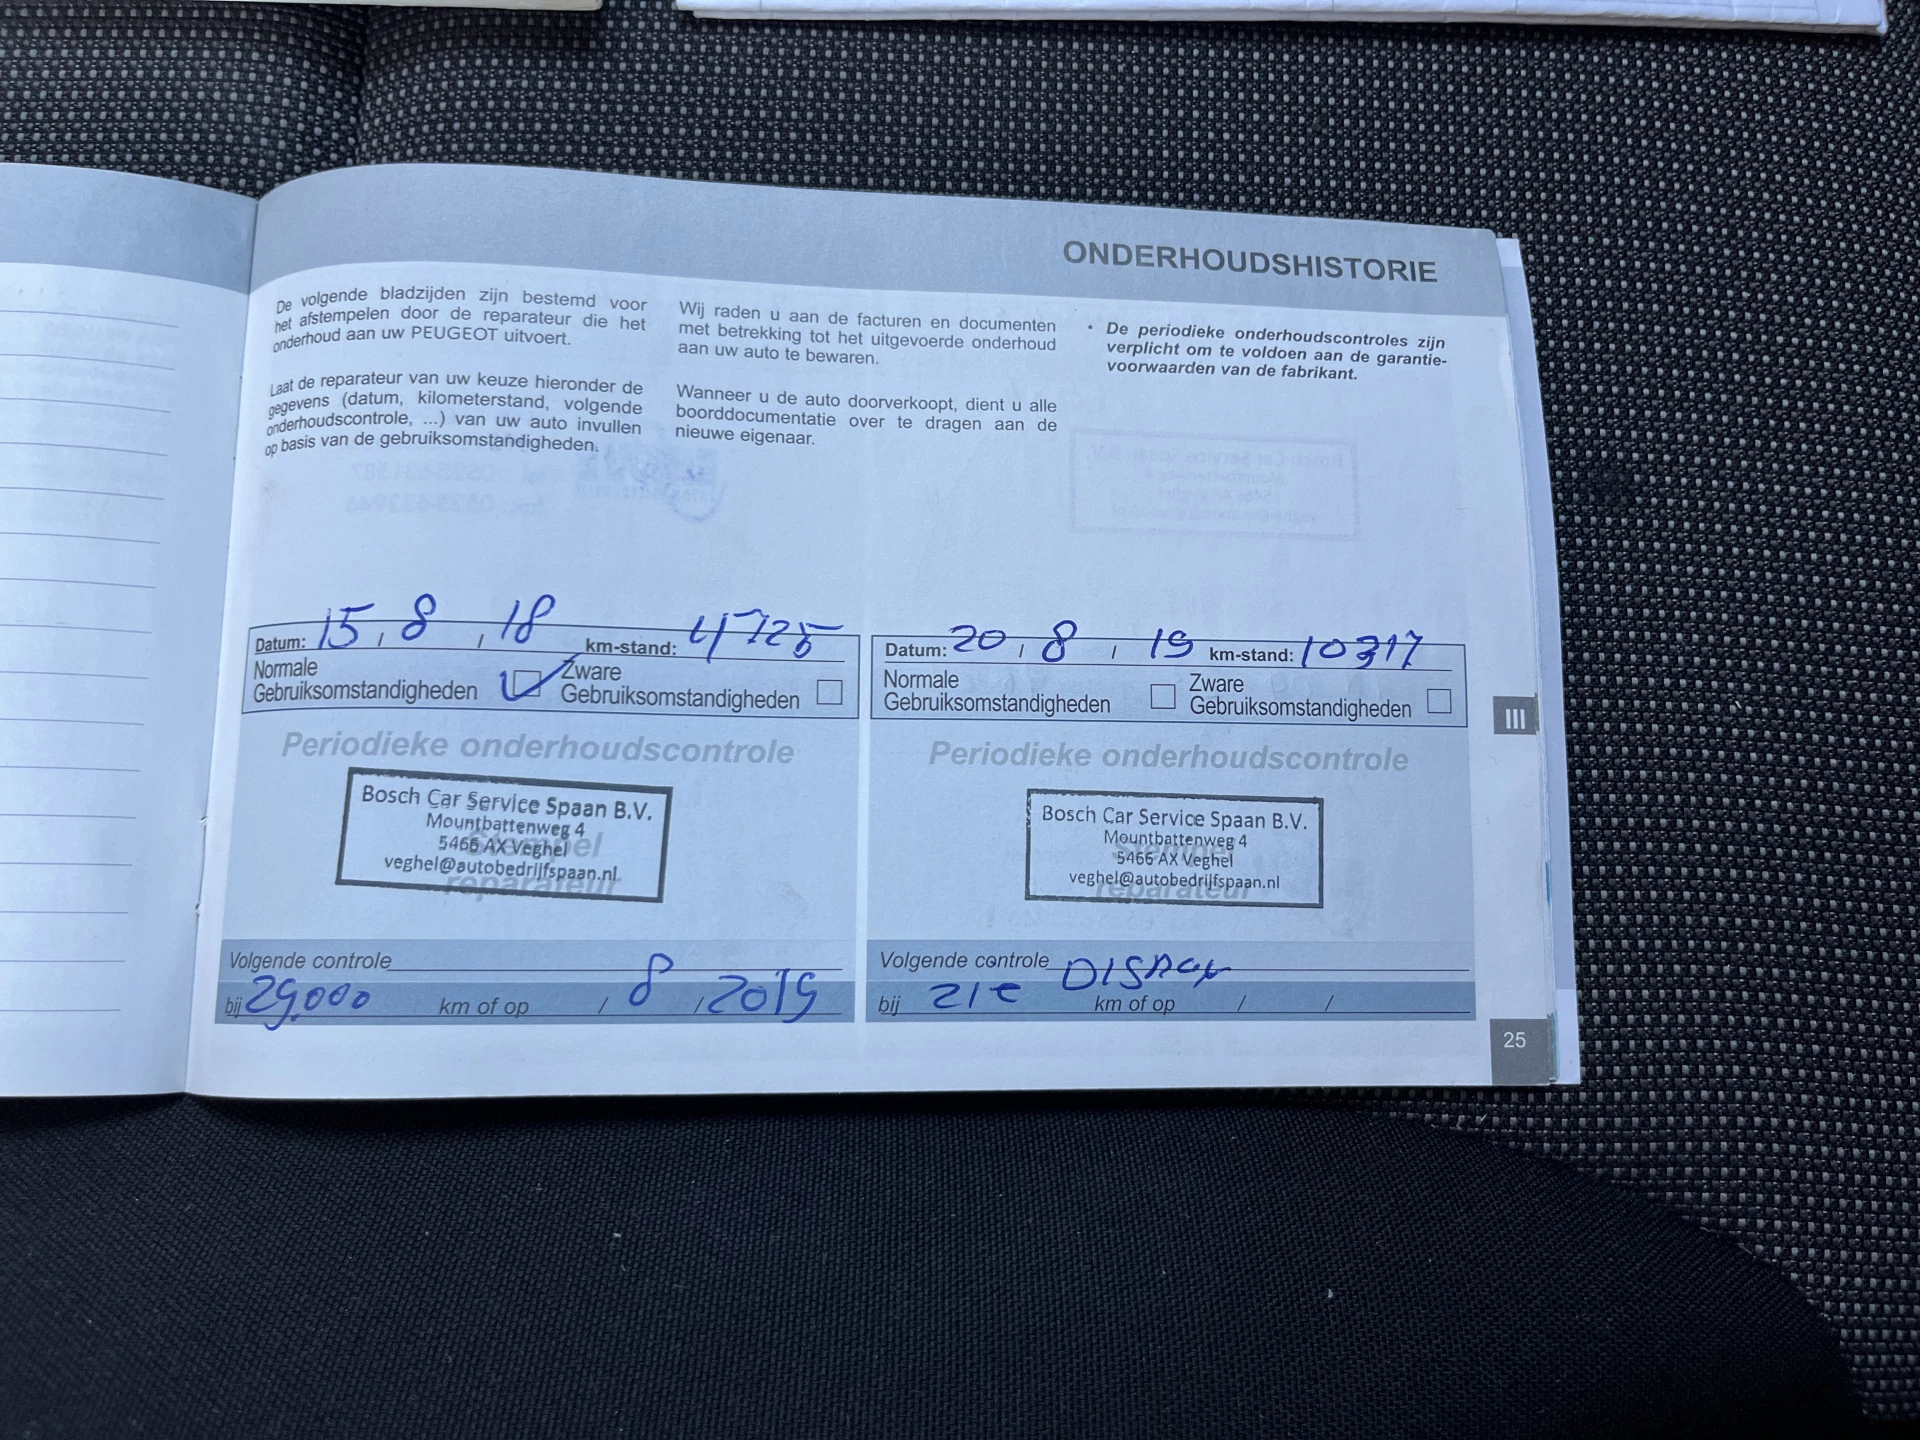 ONDERHOUDSHISTORIE
De volgende bladzijden zijn bestemd voor
het afstempelen door de reparateur die het
onderhoud aan uw PEUGEOT uitvoert.
Laat de reparateur van uw keuze hieronder de
gegevens (datum, kilometerstand, volgende
onderhoudscontrole, ...) van uw auto invullen
op basis van de gebruiksomstandigheden.
Wij raden u aan de facturen en documenten
met betrekking tot het uitgevoerde onderhoud
aan uw auto te bewaren.
Wanneer u de auto doorverkoopt, dient u alle
boorddocumentatie over te dragen aan de
nieuwe eigenaar.
• De periodieke onderhoudscontroles zijn
verplicht om te voldoen aan de garantie-
voorwaarden van de fabrikant.
Datum: 15 / 8 / 18 km-stand: 4725
Normale
Gebruiksomstandigheden
Zware
Gebruiksomstandigheden
Periodieke onderhoudscontrole
Stempel
reparateur
Bosch Car Service Spaan B.V.
Mountbattenweg 4
5466 AX Veghel
veghel@autobedrijfspaan.nl
Volgende controle
bij 29.000 km of op / 8 / 2019
Datum: 20 / 8 / 19 km-stand: 10317
Normale
Gebruiksomstandigheden
Zware
Gebruiksomstandigheden
Periodieke onderhoudscontrole
Stempel
reparateur
Bosch Car Service Spaan B.V.
Mountbattenweg 4
5466 AX Veghel
veghel@autobedrijfspaan.nl
Volgende controle
bij zie km of op / /
III
25